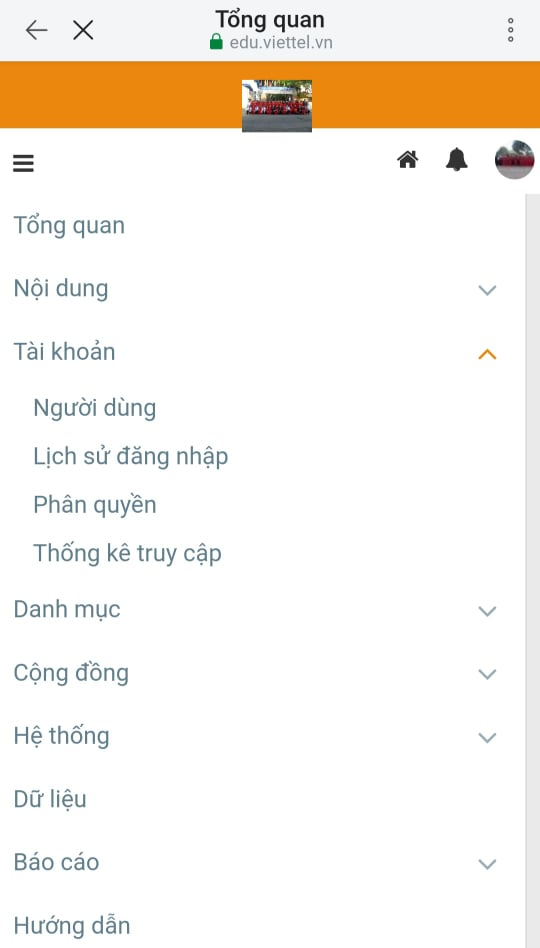 Tổng quan
edu.viettel.vn
Tổng quan
Nội dung
Tài khoản
Người dùng
Lịch sử đăng nhập
Phân quyền
Thống kê truy cập
Danh mục
Cộng đồng
Hệ thống
Dữ liệu
Báo cáo
Hướng dẫn